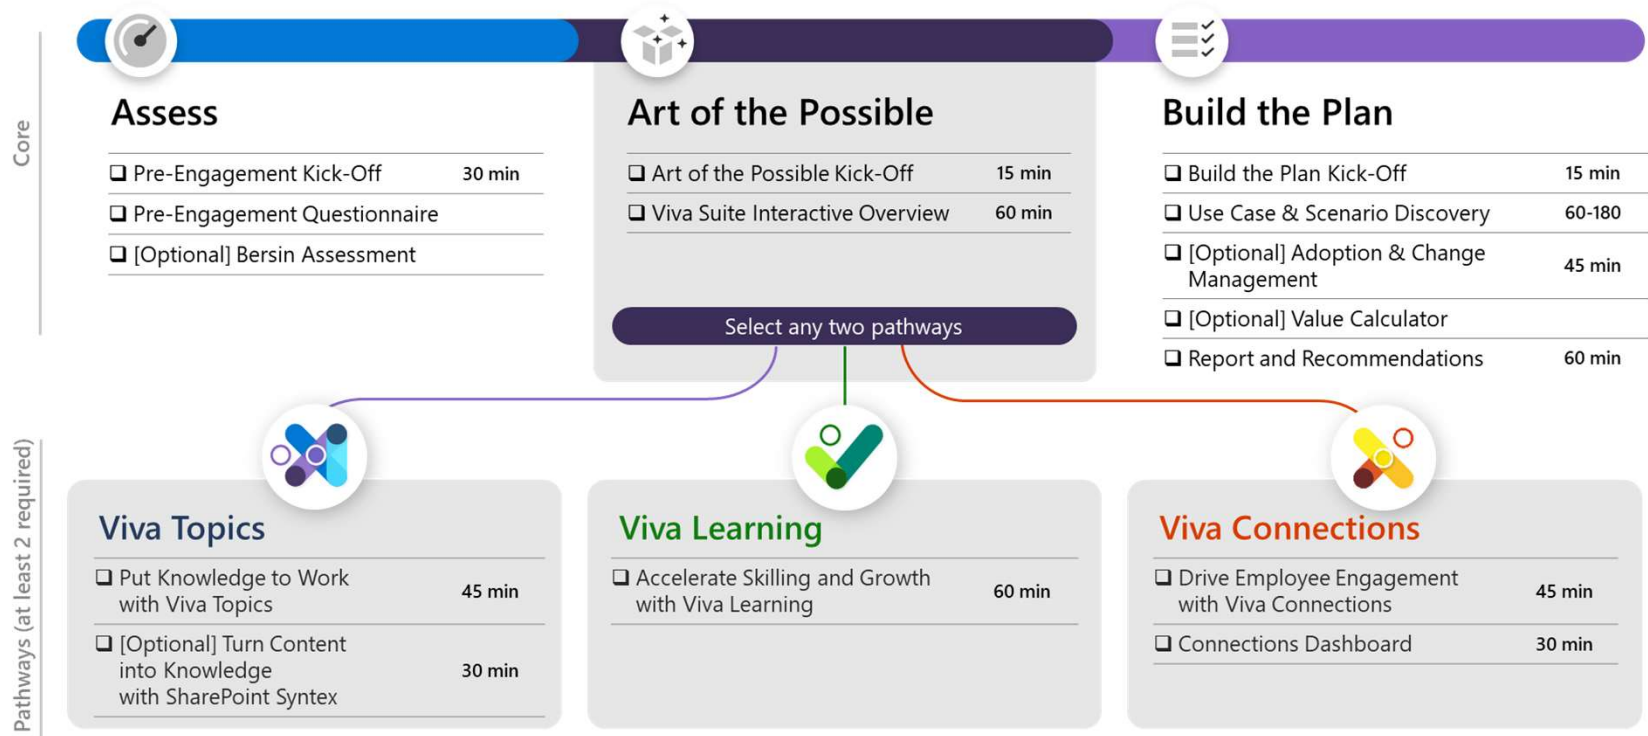 Core
Assess
❑ Pre-Engagement Kick-Off 30 min
❑ Pre-Engagement Questionnaire
❑ [Optional] Bersin Assessment
Art of the Possible
❑ Art of the Possible Kick-Off 15 min
❑ Viva Suite Interactive Overview 60 min
Select any two pathways
Build the Plan
❑ Build the Plan Kick-Off 15 min
❑ Use Case & Scenario Discovery 60-180
❑ [Optional] Adoption & Change
Management 45 min
❑ [Optional] Value Calculator
❑ Report and Recommendations 60 min
Pathways (at least 2 required)
Viva Topics
❑ Put Knowledge to Work
with Viva Topics 45 min
❑ [Optional] Turn Content
into Knowledge 30 min
with SharePoint Syntex
Viva Learning
❑ Accelerate Skilling and Growth
with Viva Learning 60 min
Viva Connections
❑ Drive Employee Engagement
with Viva Connections 45 min
❑ Connections Dashboard 30 min